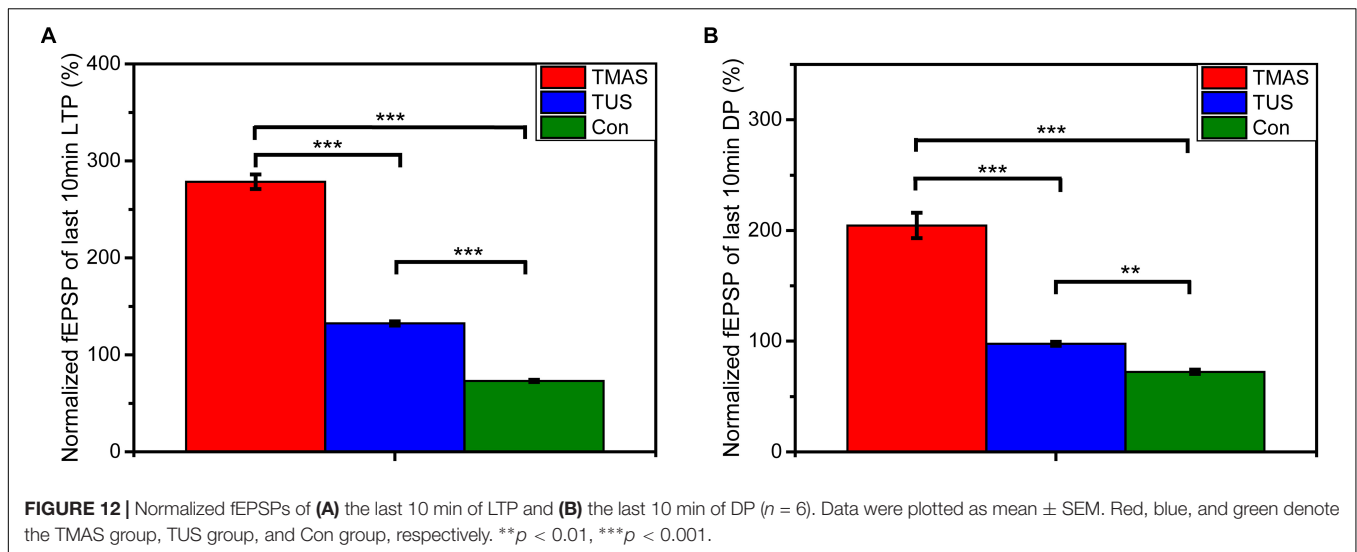 A
Normalized fEPSP of last 10min LTP (%)
400
300
200
100
0
TMAS
TUS
Con
***
***
***
B
Normalized fEPSP of last 10min DP (%)
300
200
100
0
TMAS
TUS
Con
***
***
**
FIGURE 12 | Normalized fEPSPs of (A) the last 10 min of LTP and (B) the last 10 min of DP (n = 6). Data were plotted as mean ± SEM. Red, blue, and green denote
the TMAS group, TUS group, and Con group, respectively. **p < 0.01, ***p < 0.001.